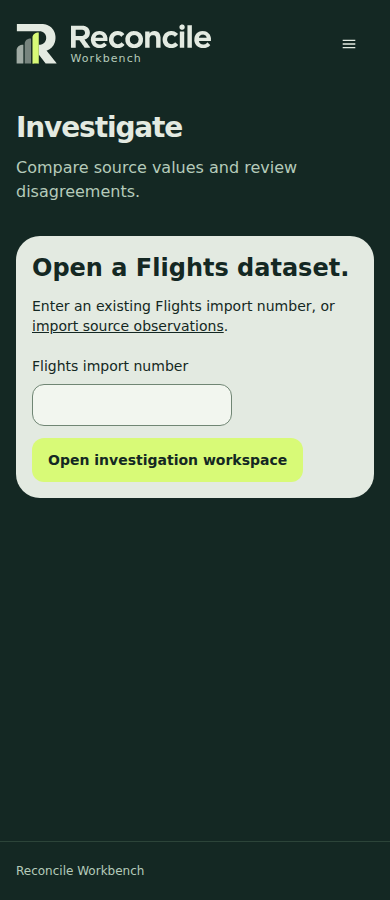 Reconcile
Workbench
Investigate
Compare source values and review
disagreements.
Open a Flights dataset.
Enter an existing Flights import number, or
import source observations.
Flights import number
Open investigation workspace
Reconcile Workbench